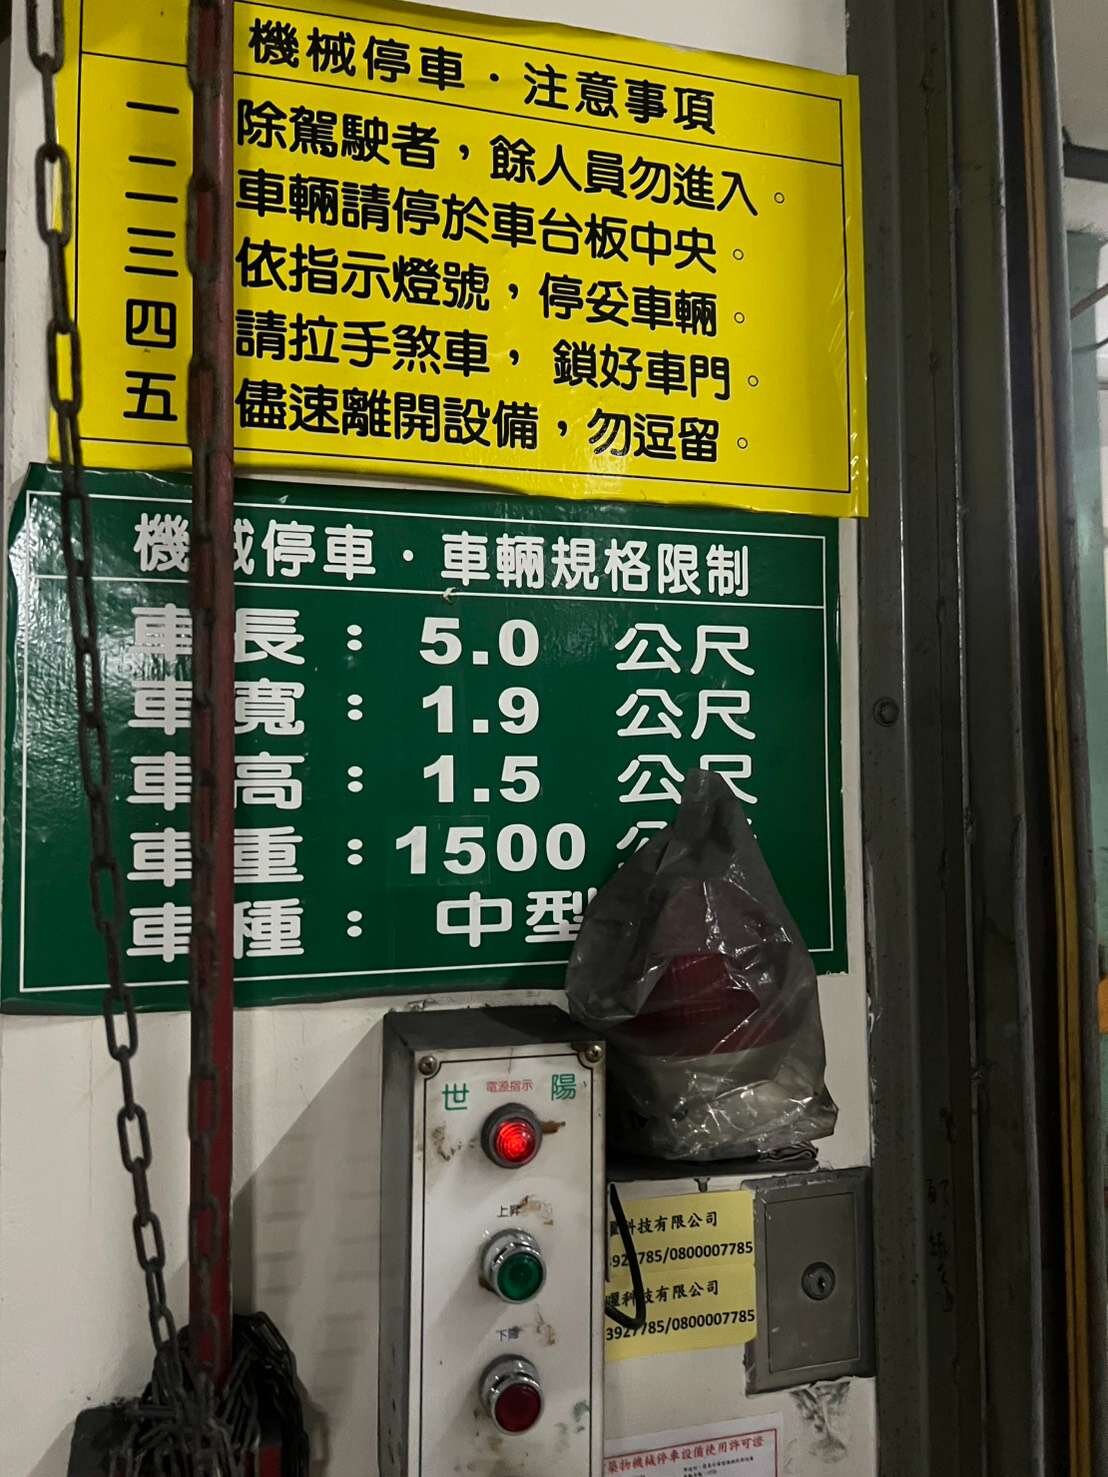 機械停車・注意事項
一 除駕駛者，餘人員勿進入。
二 車輛請停於車台板中央。
三 依指示燈號，停妥車輛。
四 請拉手煞車，鎖好車門。
五 儘速離開設備，勿逗留。
機械停車・車輛規格限制
車長：5.0 公尺
車寬：1.9 公尺
車高：1.5 公尺
車重：1500 公
車種：中型
世 電源指示 陽
上昇
下降
科技有限公司
785/0800007785
科技有限公司
3927785/0800007785
築物機械停車設備使用許可證